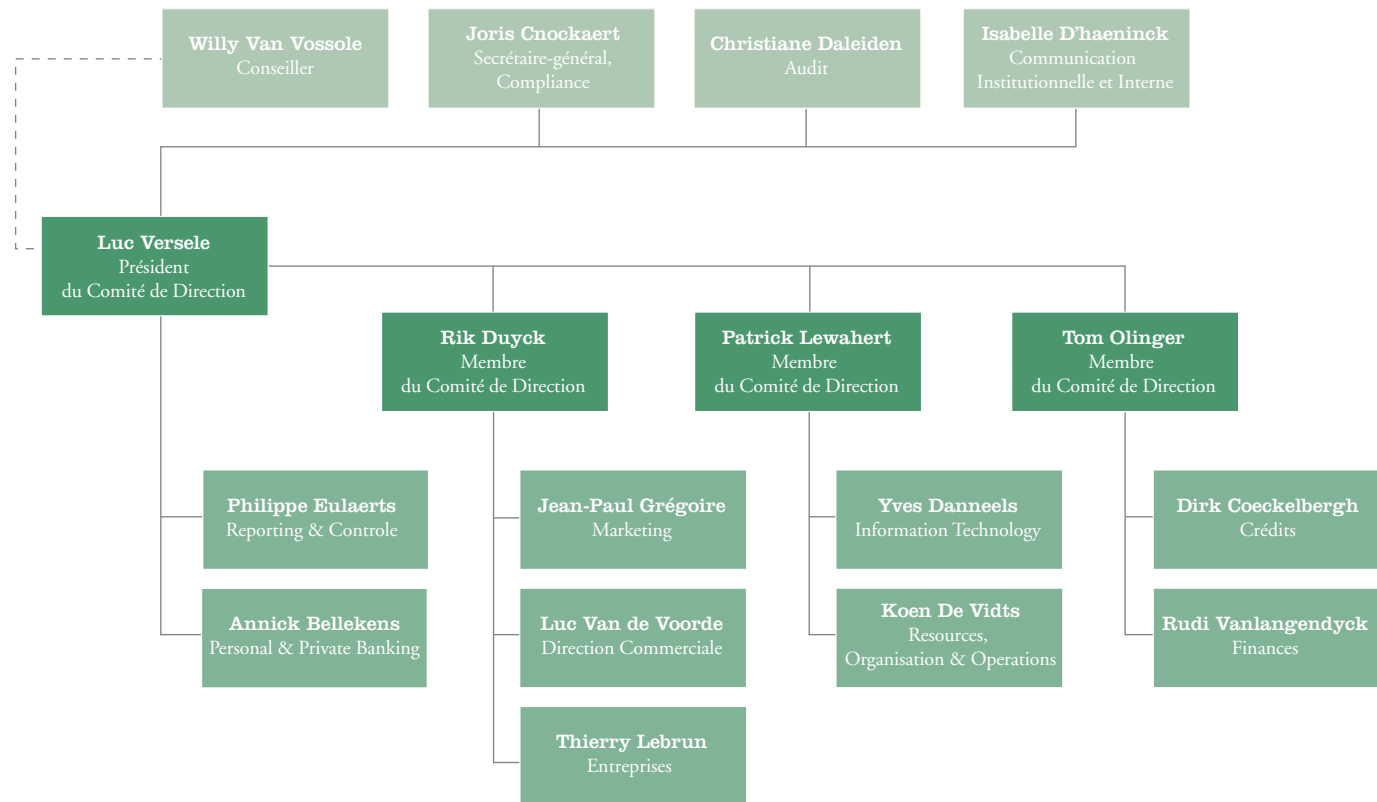 Willy Van Vossole
Conseiller
Joris Cnockaert
Secrétaire-général,
Compliance
Christiane Daleiden
Audit
Isabelle D'haeninck
Communication
Institutionnelle et Interne
Luc Versele
Président
du Comité de Direction
Rik Duyck
Membre
du Comité de Direction
Patrick Lewahert
Membre
du Comité de Direction
Tom Olinger
Membre
du Comité de Direction
Philippe Eulaerts
Reporting & Controle
Jean-Paul Grégoire
Marketing
Yves Danneels
Information Technology
Dirk Coeckelbergh
Crédits
Annick Bellekens
Personal & Private Banking
Luc Van de Voorde
Direction Commerciale
Koen De Vidts
Resources,
Organisation & Operations
Rudi Vanlangendyck
Finances
Thierry Lebrun
Entreprises